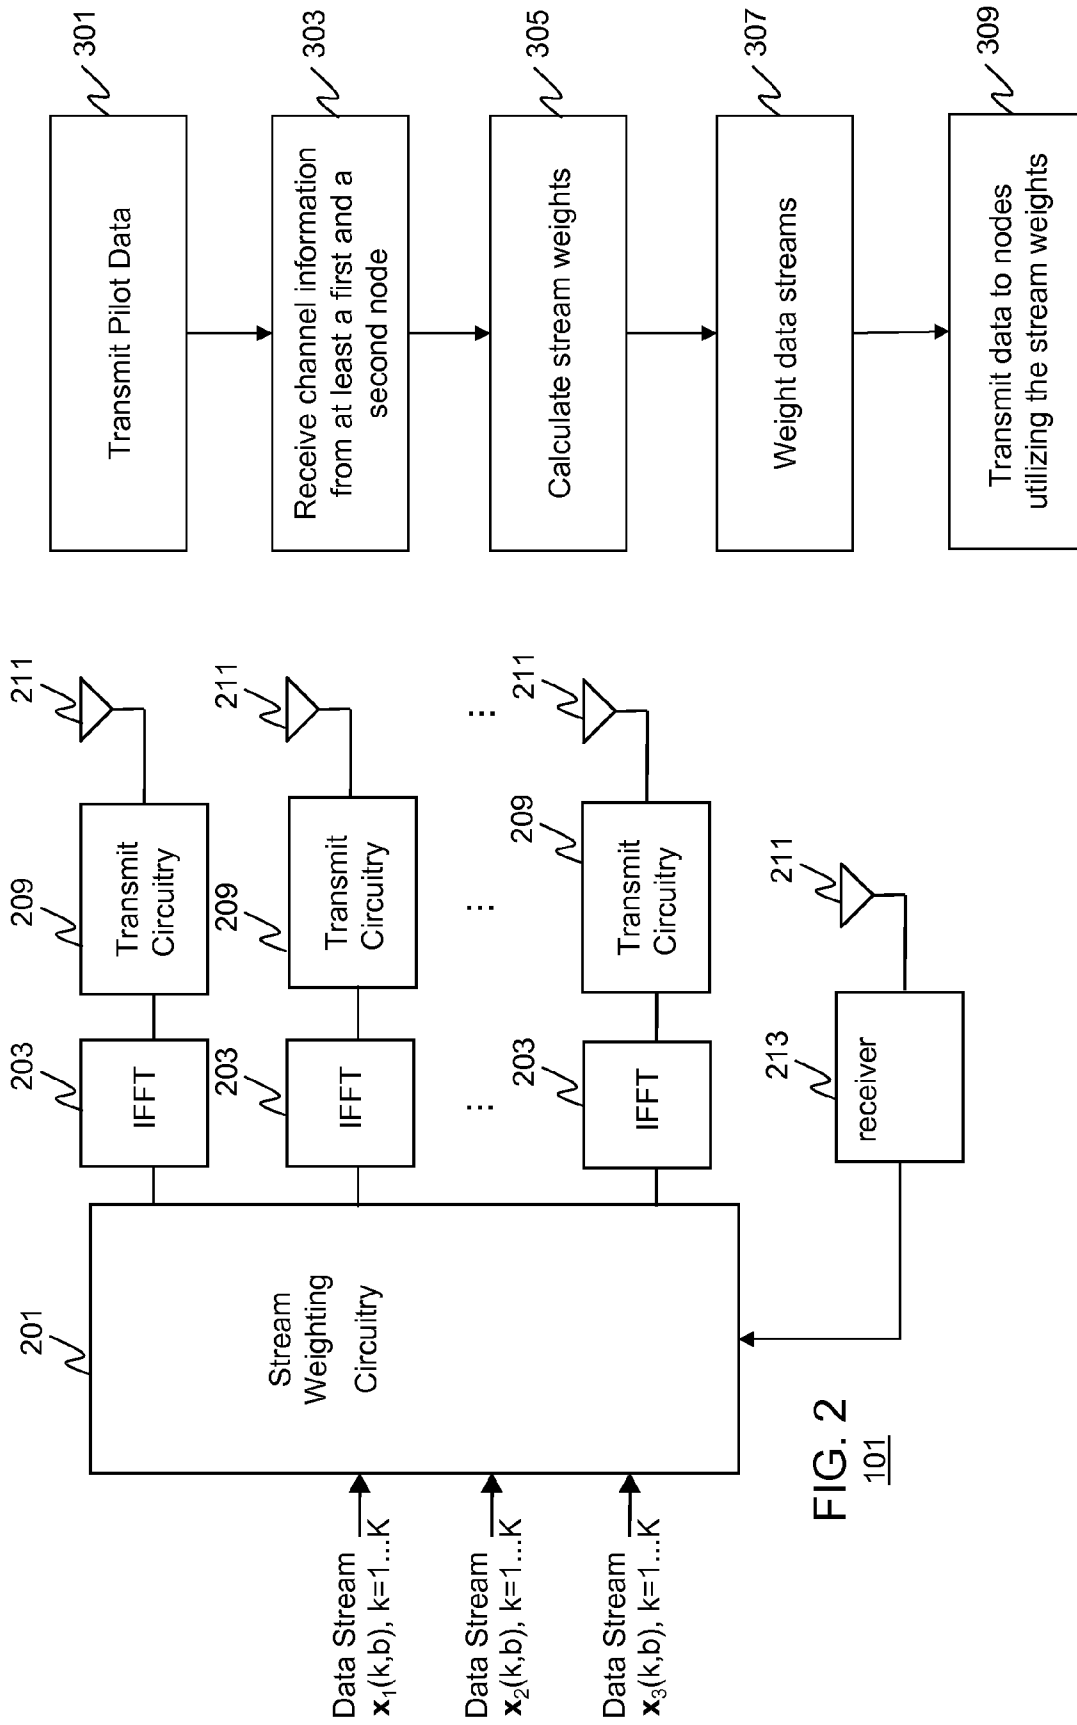 Data Stream
x₁(k,b), k=1...K
Data Stream
x₂(k,b), k=1...K
Data Stream
x₃(k,b), k=1...K
201
Stream
Weighting
Circuitry
203
IFFT
209
Transmit
Circuitry
211
203
IFFT
209
Transmit
Circuitry
211
...
...
...
203
IFFT
209
Transmit
Circuitry
211
213
receiver
211
FIG. 2
101
301
Transmit Pilot Data
303
Receive channel information
from at least a first and a
second node
305
Calculate stream weights
307
Weight data streams
309
Transmit data to nodes
utilizing the stream weights